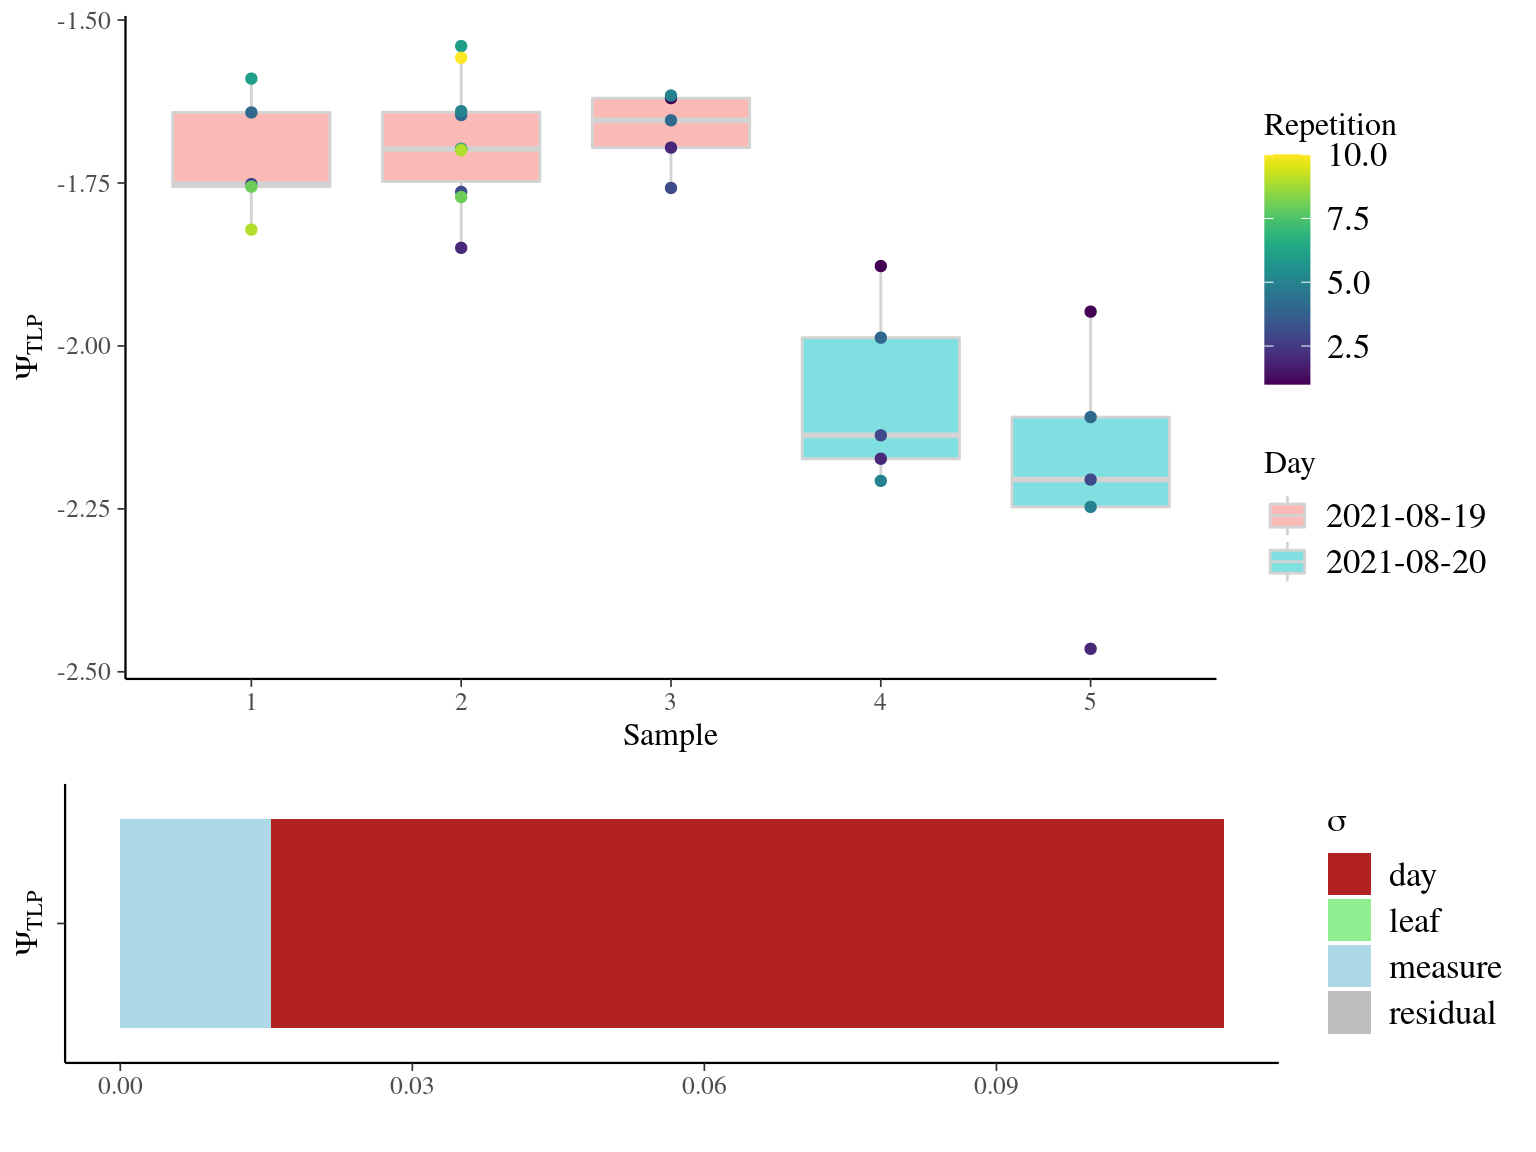 -1.50
-1.75
-2.00
-2.25
-2.50
ΨTLP
1 2 3 4 5
Sample
Repetition
10.0
7.5
5.0
2.5
Day
2021-08-19
2021-08-20
ΨTLP
0.00 0.03 0.06 0.09
σ
day
leaf
measure
residual